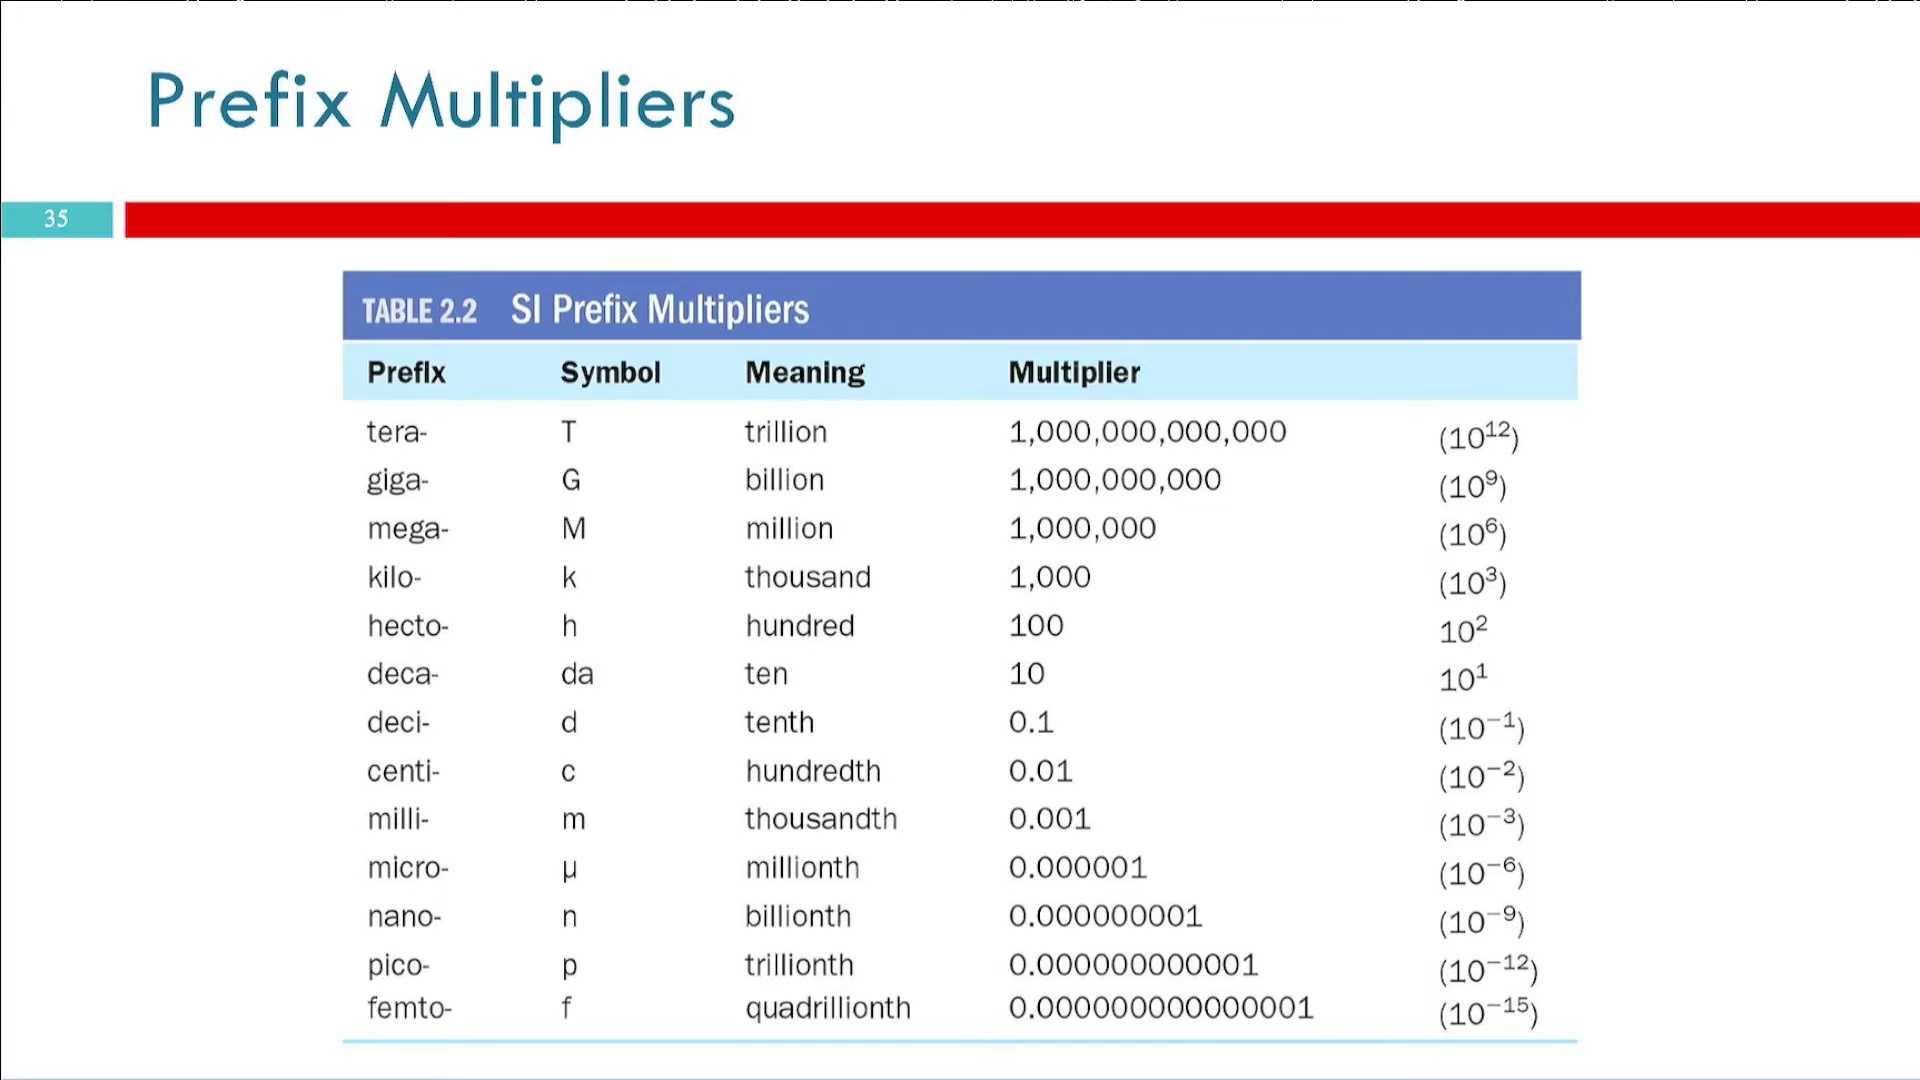 Prefix Multipliers
35
TABLE 2.2 SI Prefix Multipliers
Prefix Symbol Meaning Multiplier
tera- T trillion 1,000,000,000,000 (10¹²)
giga- G billion 1,000,000,000 (10⁹)
mega- M million 1,000,000 (10⁶)
kilo- k thousand 1,000 (10³)
hecto- h hundred 100 10²
deca- da ten 10 10¹
deci- d tenth 0.1 (10⁻¹)
centi- c hundredth 0.01 (10⁻²)
milli- m thousandth 0.001 (10⁻³)
micro- μ millionth 0.000001 (10⁻⁶)
nano- n billionth 0.000000001 (10⁻⁹)
pico- p trillionth 0.000000000001 (10⁻¹²)
femto- f quadrillionth 0.000000000000001 (10⁻¹⁵)